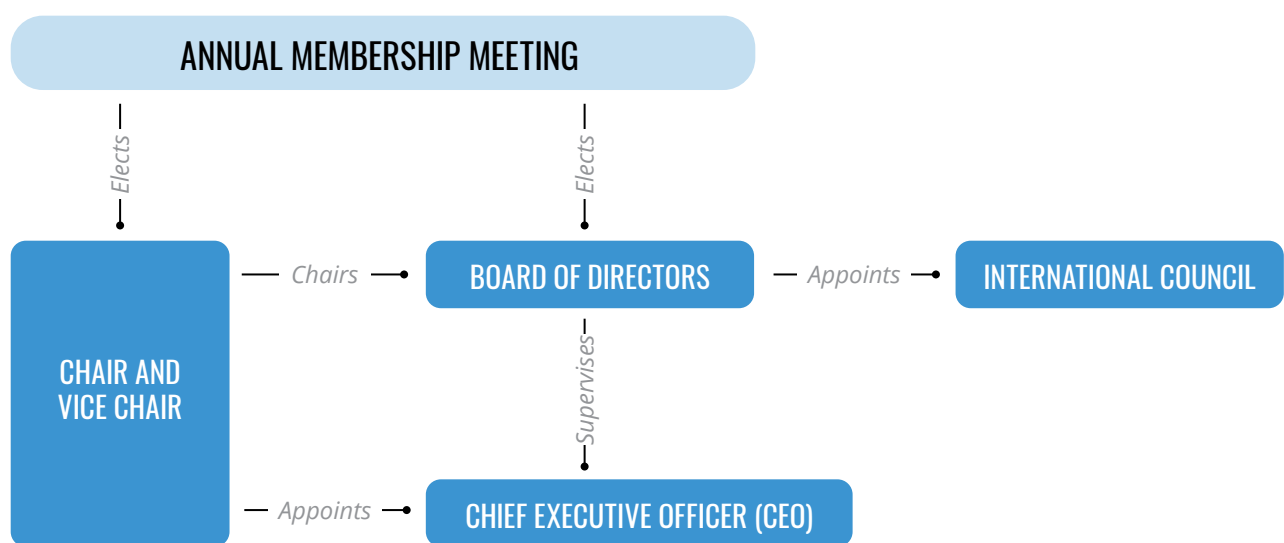 ANNUAL MEMBERSHIP MEETING
Elects
Elects
Chairs
BOARD OF DIRECTORS
Appoints
INTERNATIONAL COUNCIL
CHAIR AND
VICE CHAIR
Supervises
Appoints
CHIEF EXECUTIVE OFFICER (CEO)